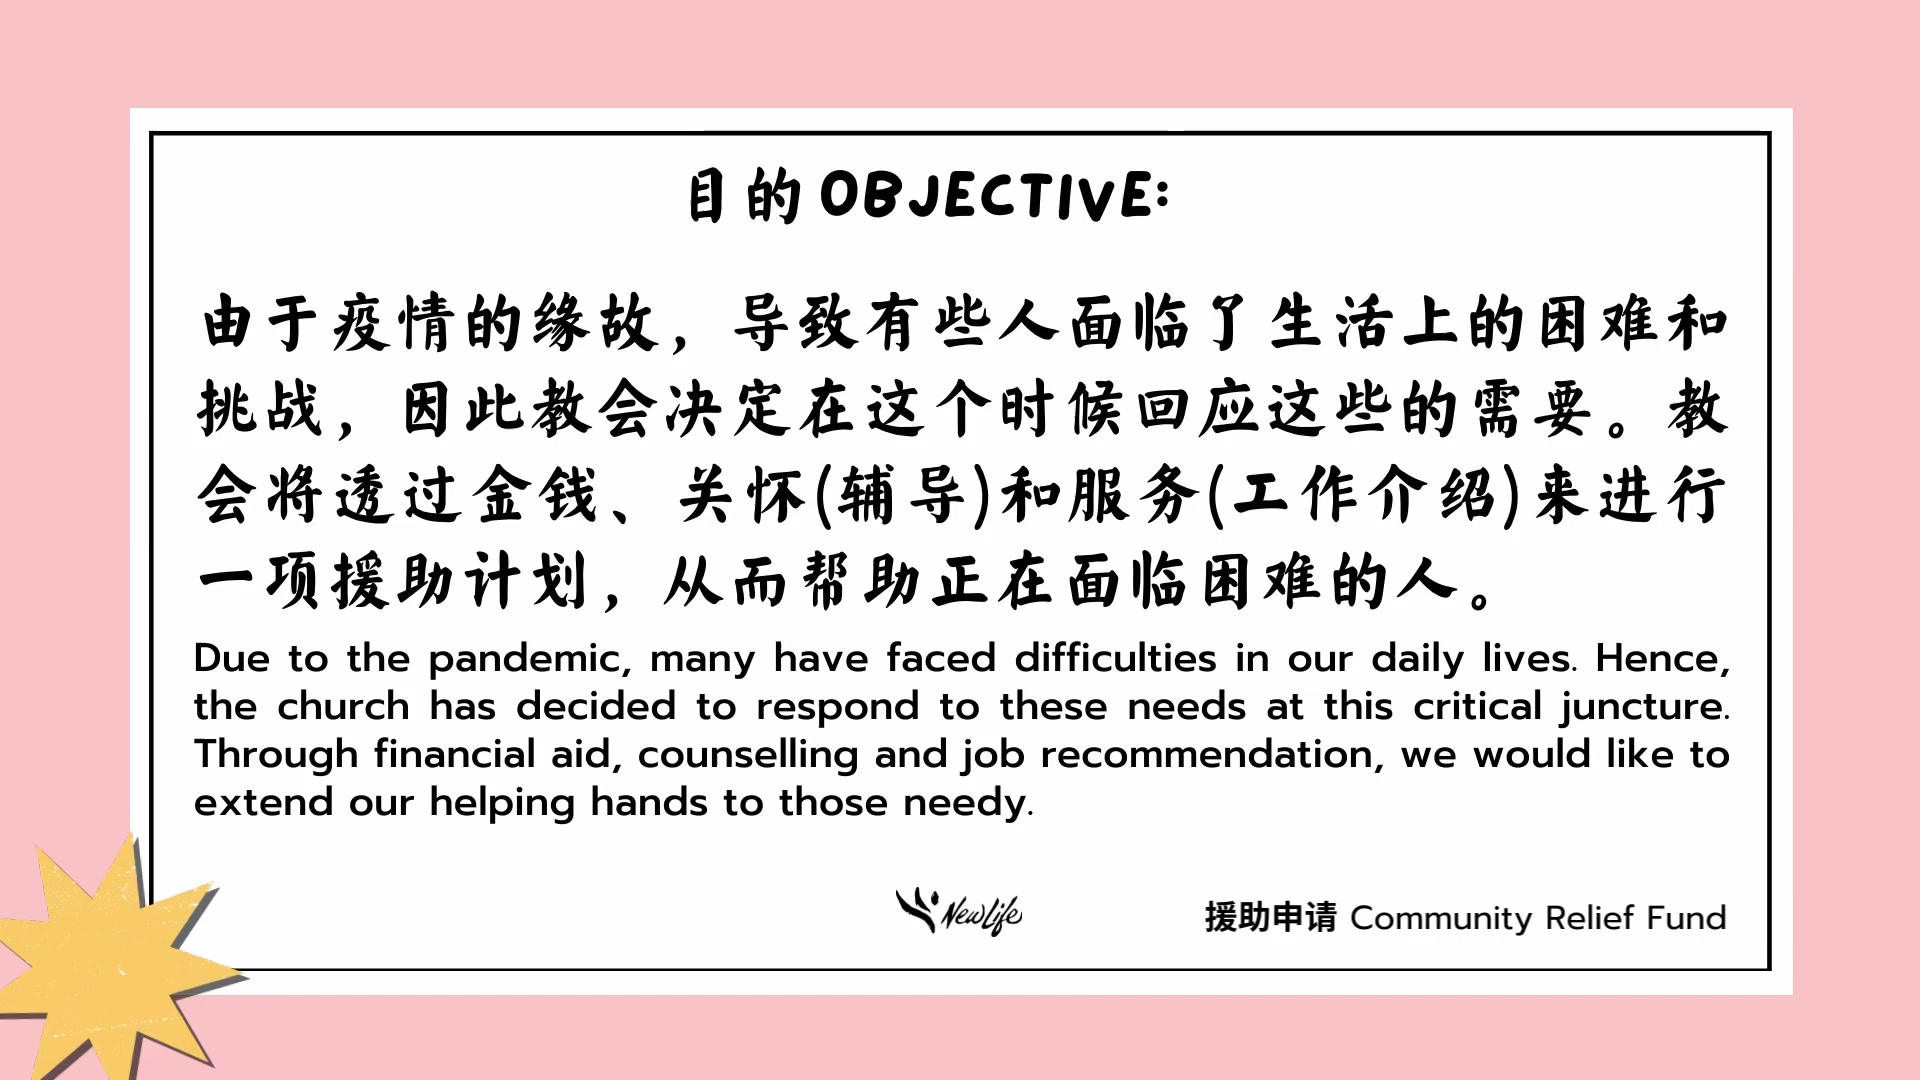 目的 OBJECTIVE:
由于疫情的缘故，导致有些人面临了生活上的困难和
挑战，因此教会决定在这个时候回应这些的需要。教
会将透过金钱、关怀(辅导)和服务(工作介绍)来进行
一项援助计划，从而帮助正在面临困难的人。
Due to the pandemic, many have faced difficulties in our daily lives. Hence,
the church has decided to respond to these needs at this critical juncture.
Through financial aid, counselling and job recommendation, we would like to
extend our helping hands to those needy.
NewLife
援助申请 Community Relief Fund